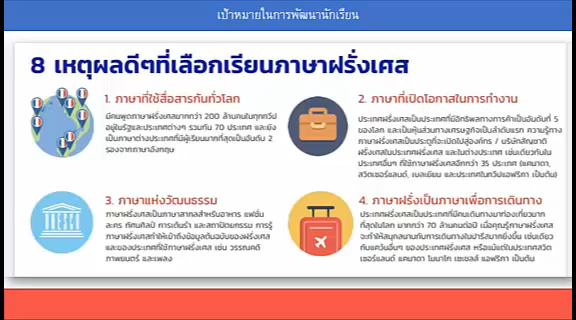 เป้าหมายในการพัฒนานักเรียน
8 เหตุผลดีๆที่เลือกเรียนภาษาฝรั่งเศส
1. ภาษาที่ใช้สื่อสารกันทั่วโลก
มีคนพูดภาษาฝรั่งเศสมากกว่า 200 ล้านคนในทุกทวีป
อยู่ในรัฐและประเทศต่างๆ รวมกัน 70 ประเทศ และยัง
เป็นภาษาต่างประเทศที่มีผู้เรียนมากที่สุดเป็นอันดับ 2
รองจากภาษาอังกฤษ
2. ภาษาที่เปิดโอกาสในการทำงาน
ประเทศฝรั่งเศสเป็นประเทศที่มีอิทธิพลทางการค้าเป็นอันดับที่ 5
ของโลก และเป็นหุ้นส่วนทางเศรษฐกิจเป็นลำดับแรก ความรู้ทาง
ภาษาฝรั่งเศสเป็นประตูที่จะเปิดไปสู่องค์กร / บริษัทสัญชาติ
ฝรั่งเศสในประเทศฝรั่งเศส และในต่างประเทศ เช่นเดียวกับใน
ประเทศอื่นๆ ที่ใช้ภาษาฝรั่งเศสอีกกว่า 35 ประเทศ (แคนาดา,
สวิตเซอร์แลนด์, เบลเยียม และประเทศในทวีปแอฟริกา เป็นต้น)
3. ภาษาแห่งวัฒนธรรม
ภาษาฝรั่งเศสเป็นภาษาสากลสำหรับอาหาร แฟชั่น
ละคร ทัศนศิลป์ การเต้นรำ และสถาปัตยกรรม การรู้
ภาษาฝรั่งเศสทำให้เข้าถึงข้อมูลต้นฉบับของฝรั่งเศส
และของประเทศที่ใช้ภาษาฝรั่งเศส เช่น วรรณคดี
ภาพยนตร์ และเพลง
4. ภาษาฝรั่งเป็นภาษาเพื่อการเดินทาง
ประเทศฝรั่งเศสเป็นประเทศที่มีคนเดินทางมาท่องเที่ยวมาก
ที่สุดในโลก มากกว่า 70 ล้านคนต่อปี เมื่อคุณรู้ภาษาฝรั่งเศส
จะทำให้สนุกสนานกับการเดินทางในปารีสมากยิ่งขึ้น เช่นเดียว
กับแคว้นอื่นๆ ของประเทศฝรั่งเศส หรือแม้แต่ในประเทศสวิต
เซอร์แลนด์ แคนาดา โมนาโก เซเชลล์ แอฟริกา เป็นต้น